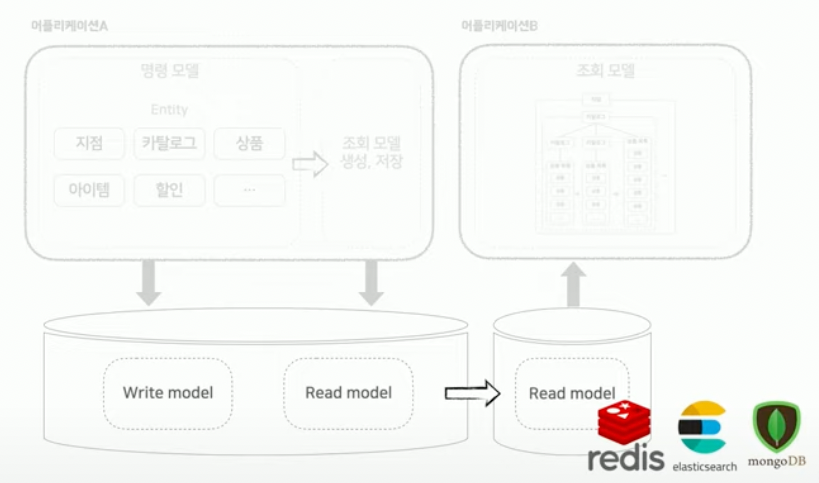 어플리케이션A
어플리케이션B
명령 모델
조회 모델
Entity
지점
카탈로그
상품
아이템
할인
...
조회 모델
생성, 저장
Write model
Read model
Read model
redis
elasticsearch
mongoDB